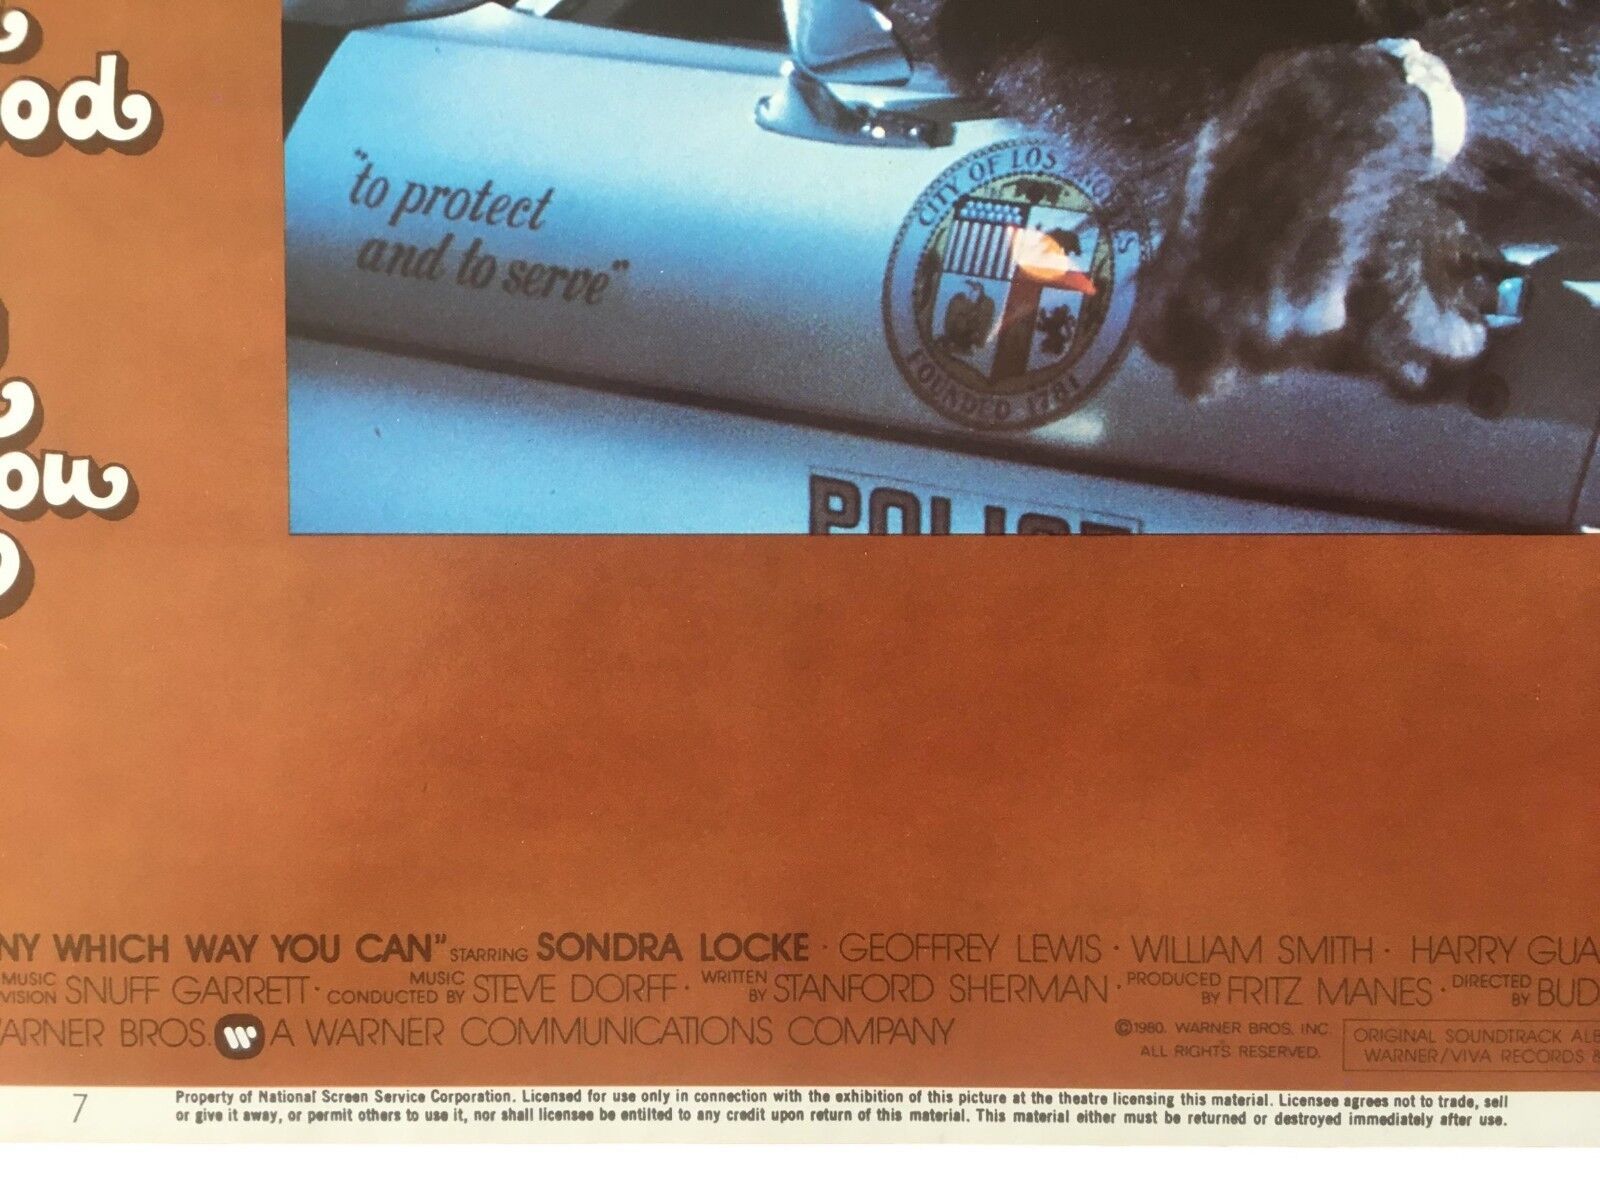 od
ou
"to protect
and to serve"
CITY OF LOS
FOUNDED 1781
POLICE
NY WHICH WAY YOU CAN" STARRING SONDRA LOCKE · GEOFFREY LEWIS · WILLIAM SMITH · HARRY GUA
MUSIC
VISION SNUFF GARRETT · MUSIC CONDUCTED BY STEVE DORFF · WRITTEN BY STANFORD SHERMAN · PRODUCED BY FRITZ MANES · DIRECTED BY BUD
ARNER BROS. A WARNER COMMUNICATIONS COMPANY
©1980. WARNER BROS. INC.
ALL RIGHTS RESERVED.
ORIGINAL SOUNDTRACK ALB
WARNER/VIVA RECORDS &
7
Property of National Screen Service Corporation. Licensed for use only in connection with the exhibition of this picture at the theatre licensing this material. Licensee agrees not to trade, sell
or give it away, or permit others to use it, nor shall licensee be entitled to any credit upon return of this material. This material either must be returned or destroyed immediately after use.